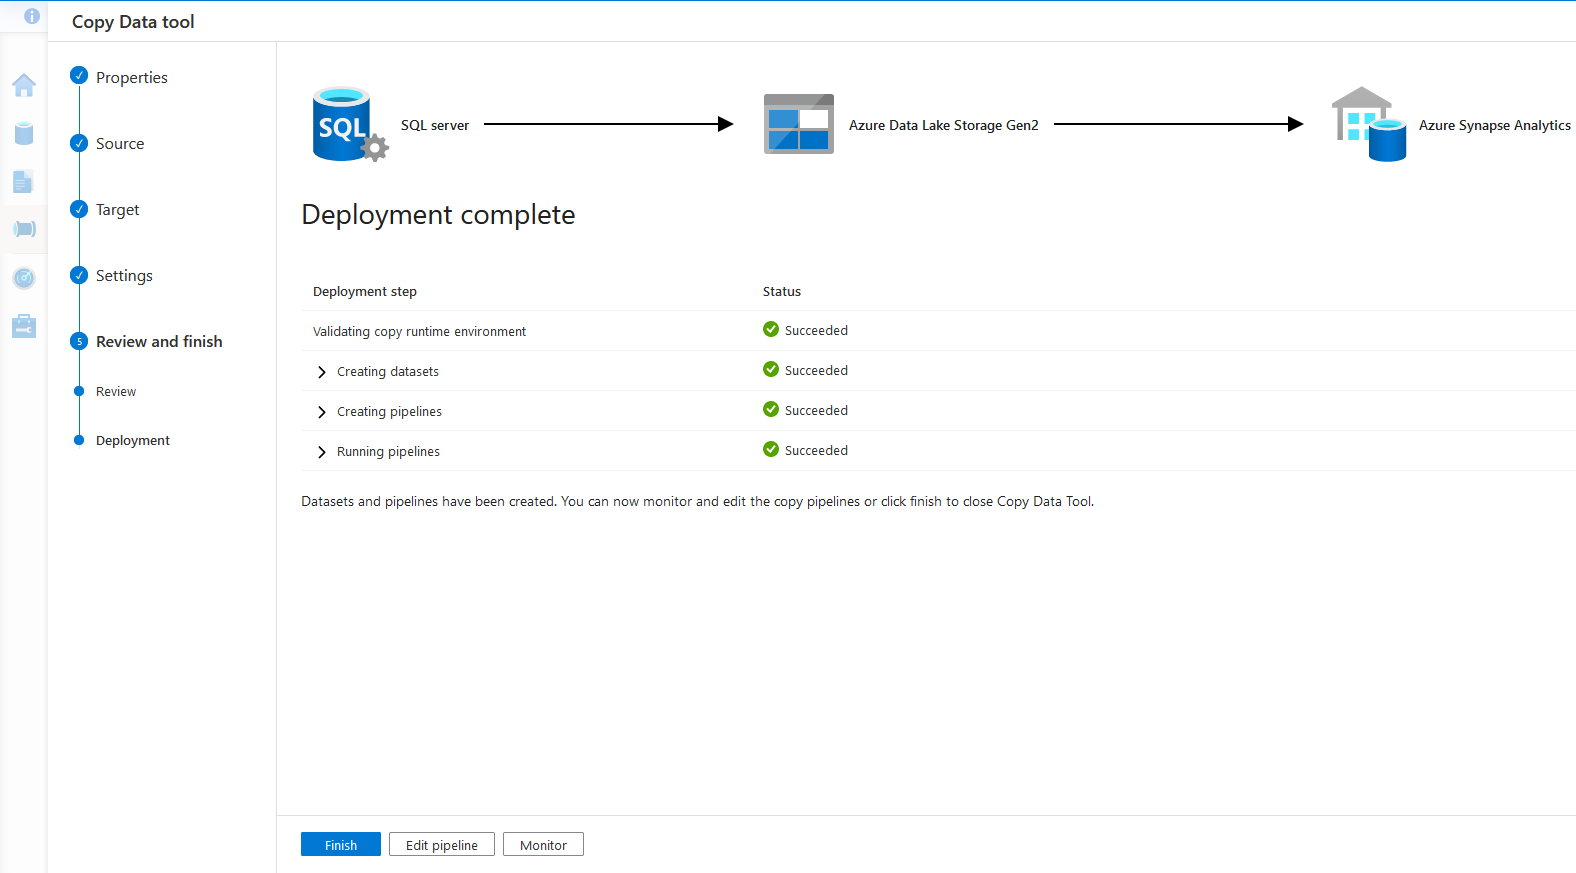 Copy Data tool
Properties
Source
Target
Settings
5 Review and finish
Review
Deployment
SQL SQL server Azure Data Lake Storage Gen2 Azure Synapse Analytics
Deployment complete
Deployment step Status
Validating copy runtime environment Succeeded
Creating datasets Succeeded
Creating pipelines Succeeded
Running pipelines Succeeded
Datasets and pipelines have been created. You can now monitor and edit the copy pipelines or click finish to close Copy Data Tool.
Finish Edit pipeline Monitor